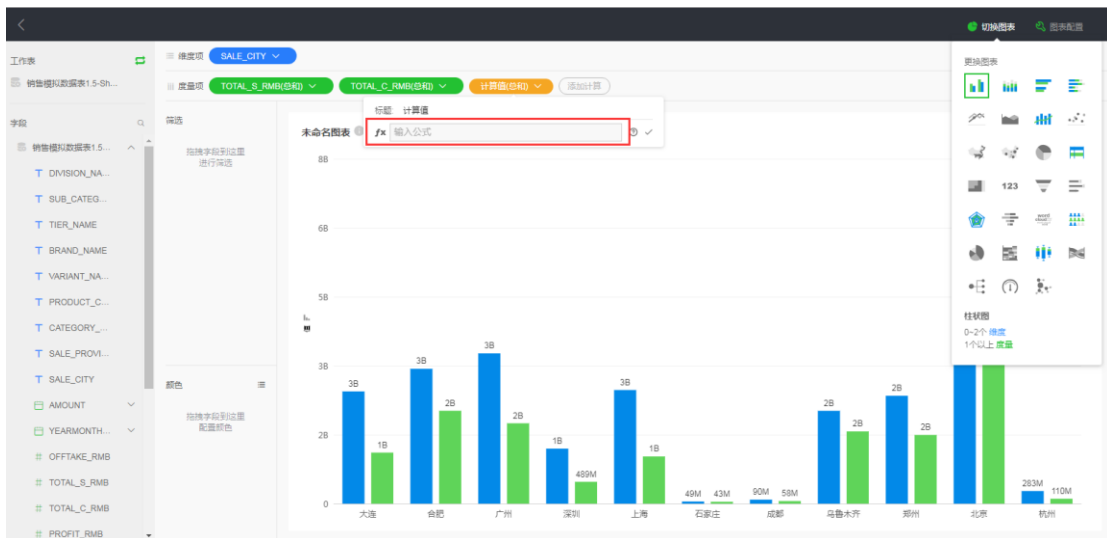 切换图表 图表配置
工作表
销售模拟数据表1.5-Sh...
维度项 SALE_CITY
度量项 TOTAL_S_RMB(总和) TOTAL_C_RMB(总和) 计算值(总和) 添加计算
标题: 计算值
fx 输入公式
更换图表
123
word
cloud
柱状图
0~2个 维度
1个以上 度量
字段
销售模拟数据表1.5...
T DIVISION_NA...
T SUB_CATEG...
T TIER_NAME
T BRAND_NAME
T VARIANT_NA...
T PRODUCT_C...
T CATEGORY_...
T SALE_PROVI...
T SALE_CITY
AMOUNT
YEARMONTH...
# OFFTAKE_RMB
# TOTAL_S_RMB
# TOTAL_C_RMB
# PROFIT_RMB
筛选
拖拽字段到这里
进行筛选
颜色
拖拽字段到这里
配置颜色
未命名图表
8B
6B
5B
3B
2B
0
3B 1B 3B 2B 3B 2B 1B 489M 3B 1B 49M 43M 90M 58M 2B 2B 2B 2B 283M 110M
大连 合肥 广州 深圳 上海 石家庄 成都 乌鲁木齐 郑州 北京 杭州